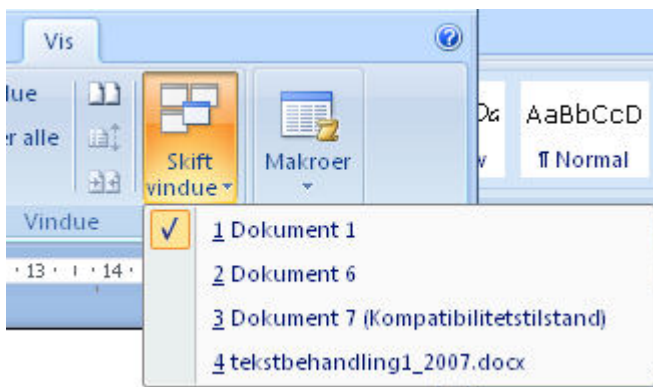 Vis
lue
r alle
Skift
vindue
Makroer
AaBbCcD
¶ Normal
Vindue
13 14
1 Dokument 1
2 Dokument 6
3 Dokument 7 (Kompatibilitetstilstand)
4 tekstbehandling1_2007.docx